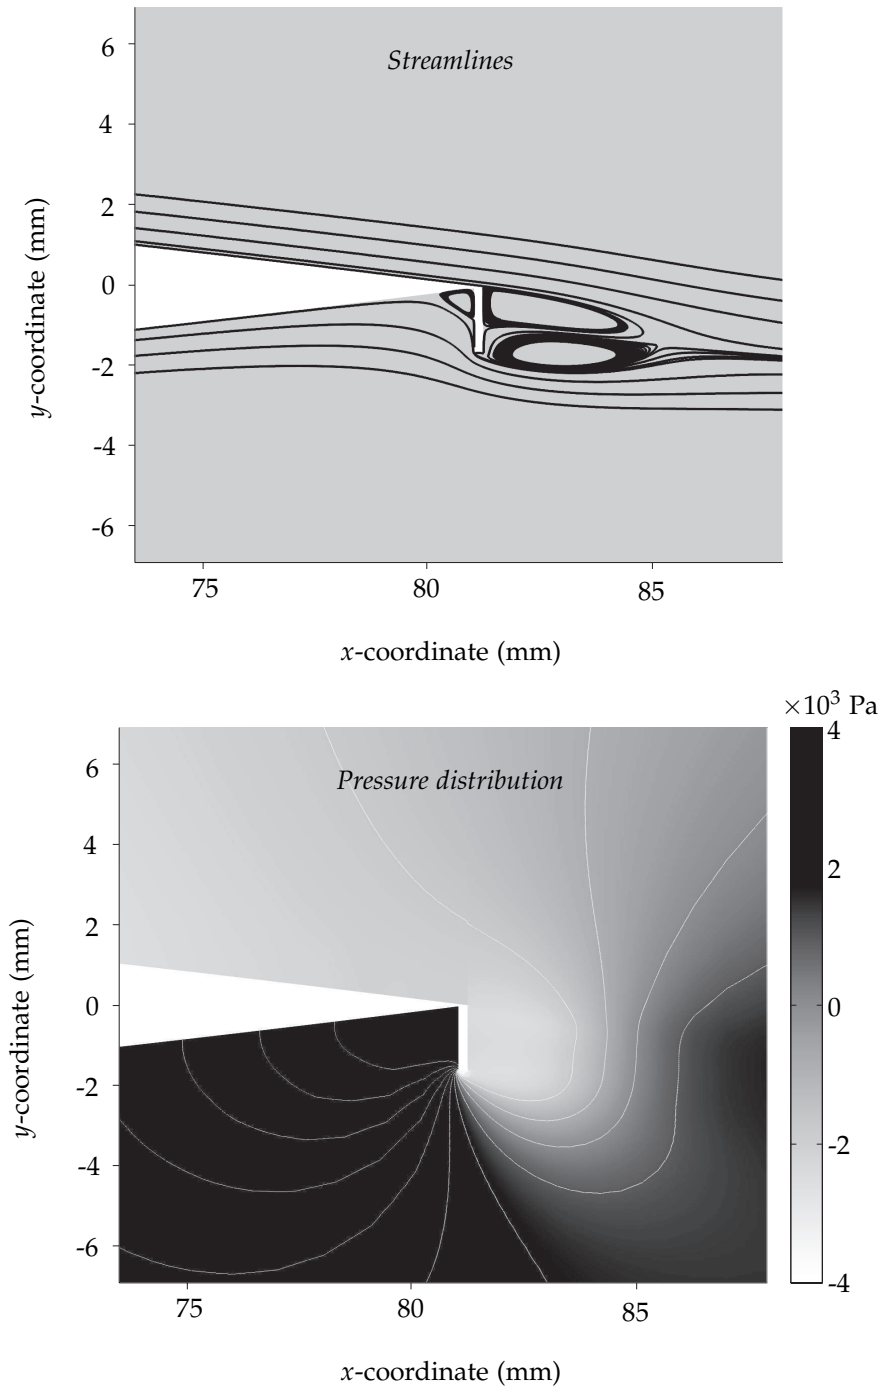 Streamlines
6
4
2
0
-2
-4
-6
y-coordinate (mm)
75 80 85
x-coordinate (mm)
×10³ Pa
Pressure distribution
6
4
2
0
-2
-4
-6
y-coordinate (mm)
4
2
0
-2
-4
75 80 85
x-coordinate (mm)